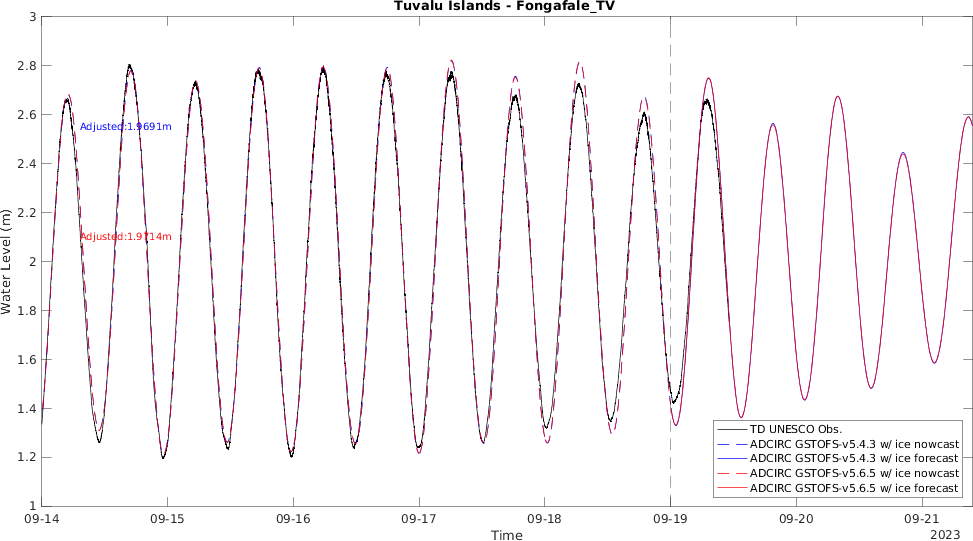 Tuvalu Islands - Fongafale_TV
3
2.8
2.6
2.4
2.2
2
1.8
1.6
1.4
1.2
1
Water Level (m)
Adjusted:1.9691m
Adjusted:1.9714m
TD UNESCO Obs.
ADCIRC GSTOFS-v5.4.3 w/ ice nowcast
ADCIRC GSTOFS-v5.4.3 w/ ice forecast
ADCIRC GSTOFS-v5.6.5 w/ ice nowcast
ADCIRC GSTOFS-v5.6.5 w/ ice forecast
09-14 09-15 09-16 09-17 09-18 09-19 09-20 09-21
Time
2023